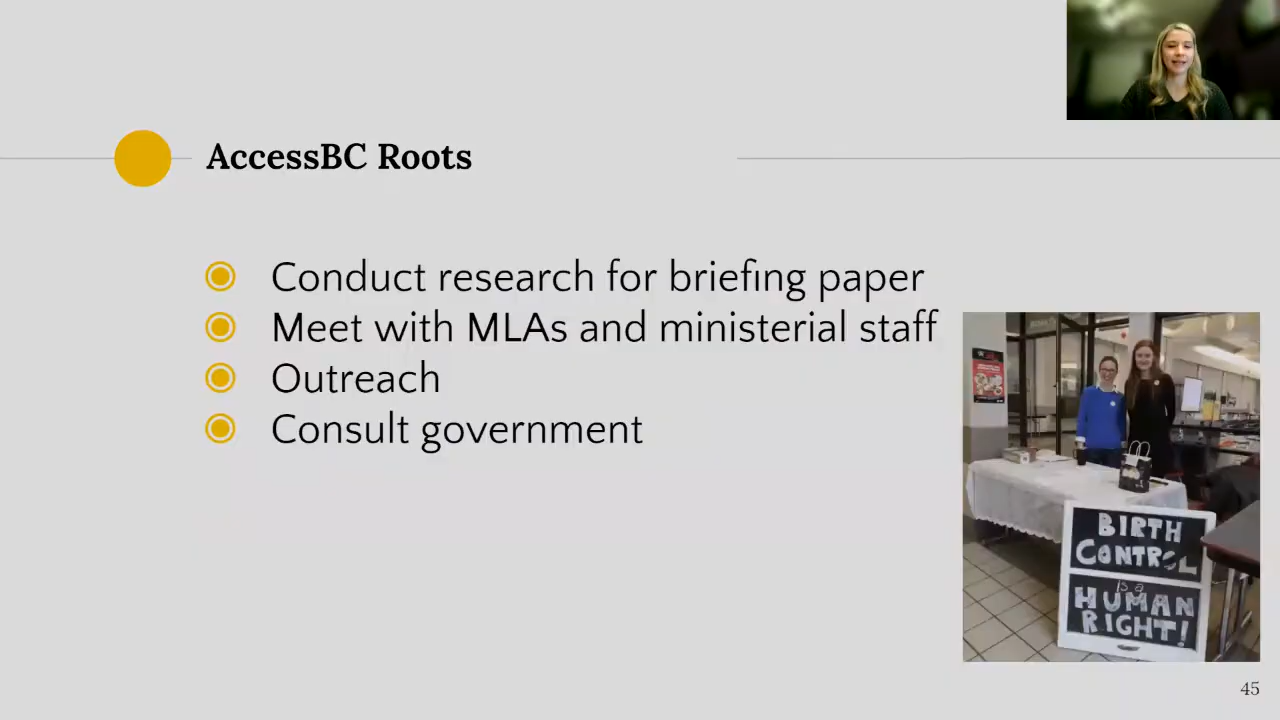 AccessBC Roots
Conduct research for briefing paper
Meet with MLAs and ministerial staff
Outreach
Consult government
BIRTH
CONTROL
is a
HUMAN
RIGHT!
45